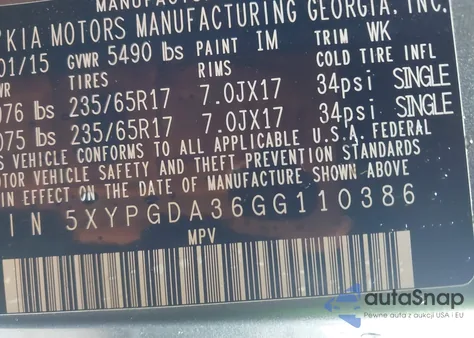 MANUFACTUR
KIA MOTORS MANUFACTURING GEORGIA, INC.
01/15 GVWR 5490 lbs PAINT IM TRIM WK
WR TIRES RIMS COLD TIRE INFL
076 lbs 235/65R17 7.0JX17 34psi SINGLE
075 lbs 235/65R17 7.0JX17 34psi SINGLE
S VEHICLE CONFORMS TO ALL APPLICABLE U.S.A. FEDERAL
OTOR VEHICLE SAFETY AND THEFT PREVENTION STANDARDS
IN EFFECT ON THE DATE OF MANUFACTURE SHOWN ABOVE
IN 5XYPGDA36GG110386
MPV
autoSnap
Pewne auta z aukcji USA i EU